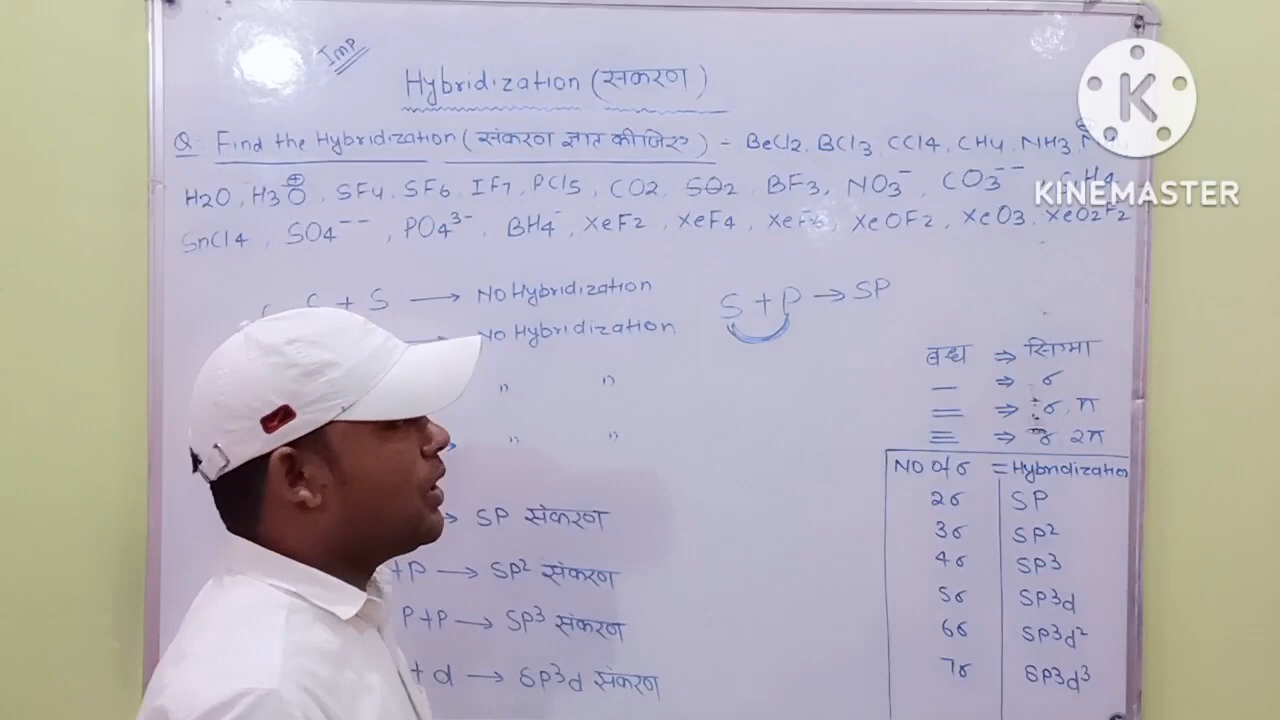 Imp
Hybridization (संकरण)
Q. Find the Hybridization (संकरण ज्ञात कीजिए) - BeCl2, BCl3, CCl4, CH4, NH3,
H2O, H3O⊕, SF4, SF6, IF7, PCl5, CO2, SO2, BF3, NO3⁻, CO3⁻⁻
SnCl4, SO4⁻⁻, PO4³⁻, BH4⁻, XeF2, XeF4, XeOF2, XeO3, XeO2F2
K
KINEMASTER
S + S → NO Hybridization
NO Hybridization
S + P → SP
" "
" "
→ SP संकरण
+P → SP² संकरण
P+P → SP³ संकरण
+ d → SP³d संकरण
बन्ध ⇒ सिग्मा
— ⇒ σ
= ⇒ σ, π
≡ ⇒ σ 2π
NO of σ = Hybridization
2σ SP
3σ SP²
4σ SP³
5σ SP³d
6σ SP³d²
7σ SP³d³